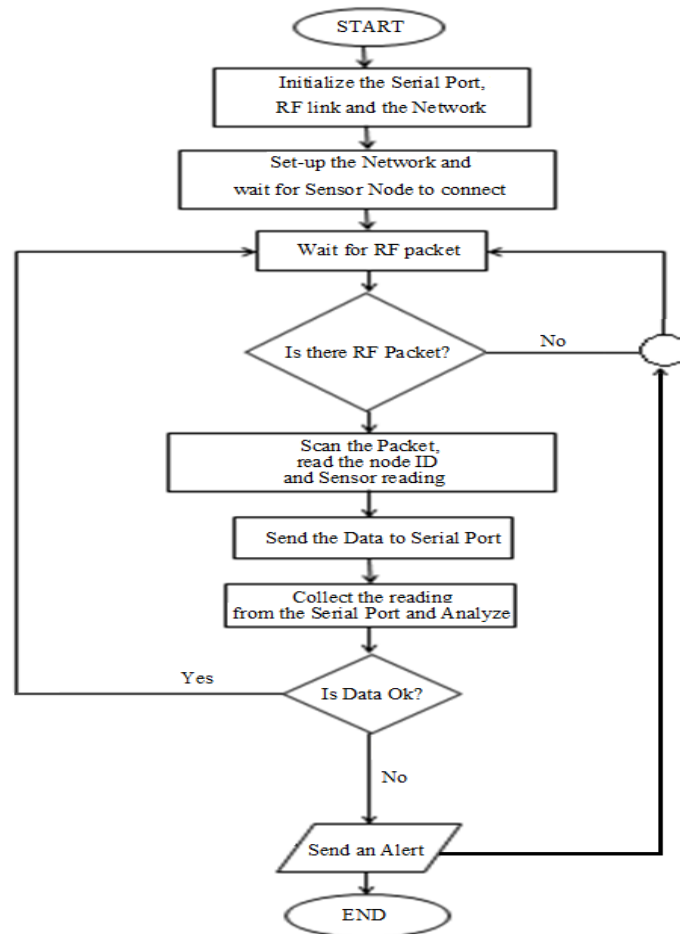 START
Initialize the Serial Port,
RF link and the Network
Set-up the Network and
wait for Sensor Node to connect
Wait for RF packet
Is there RF Packet?
No
Scan the Packet,
read the node ID
and Sensor reading
Send the Data to Serial Port
Collect the reading
from the Serial Port and Analyze
Yes
Is Data Ok?
No
Send an Alert
END